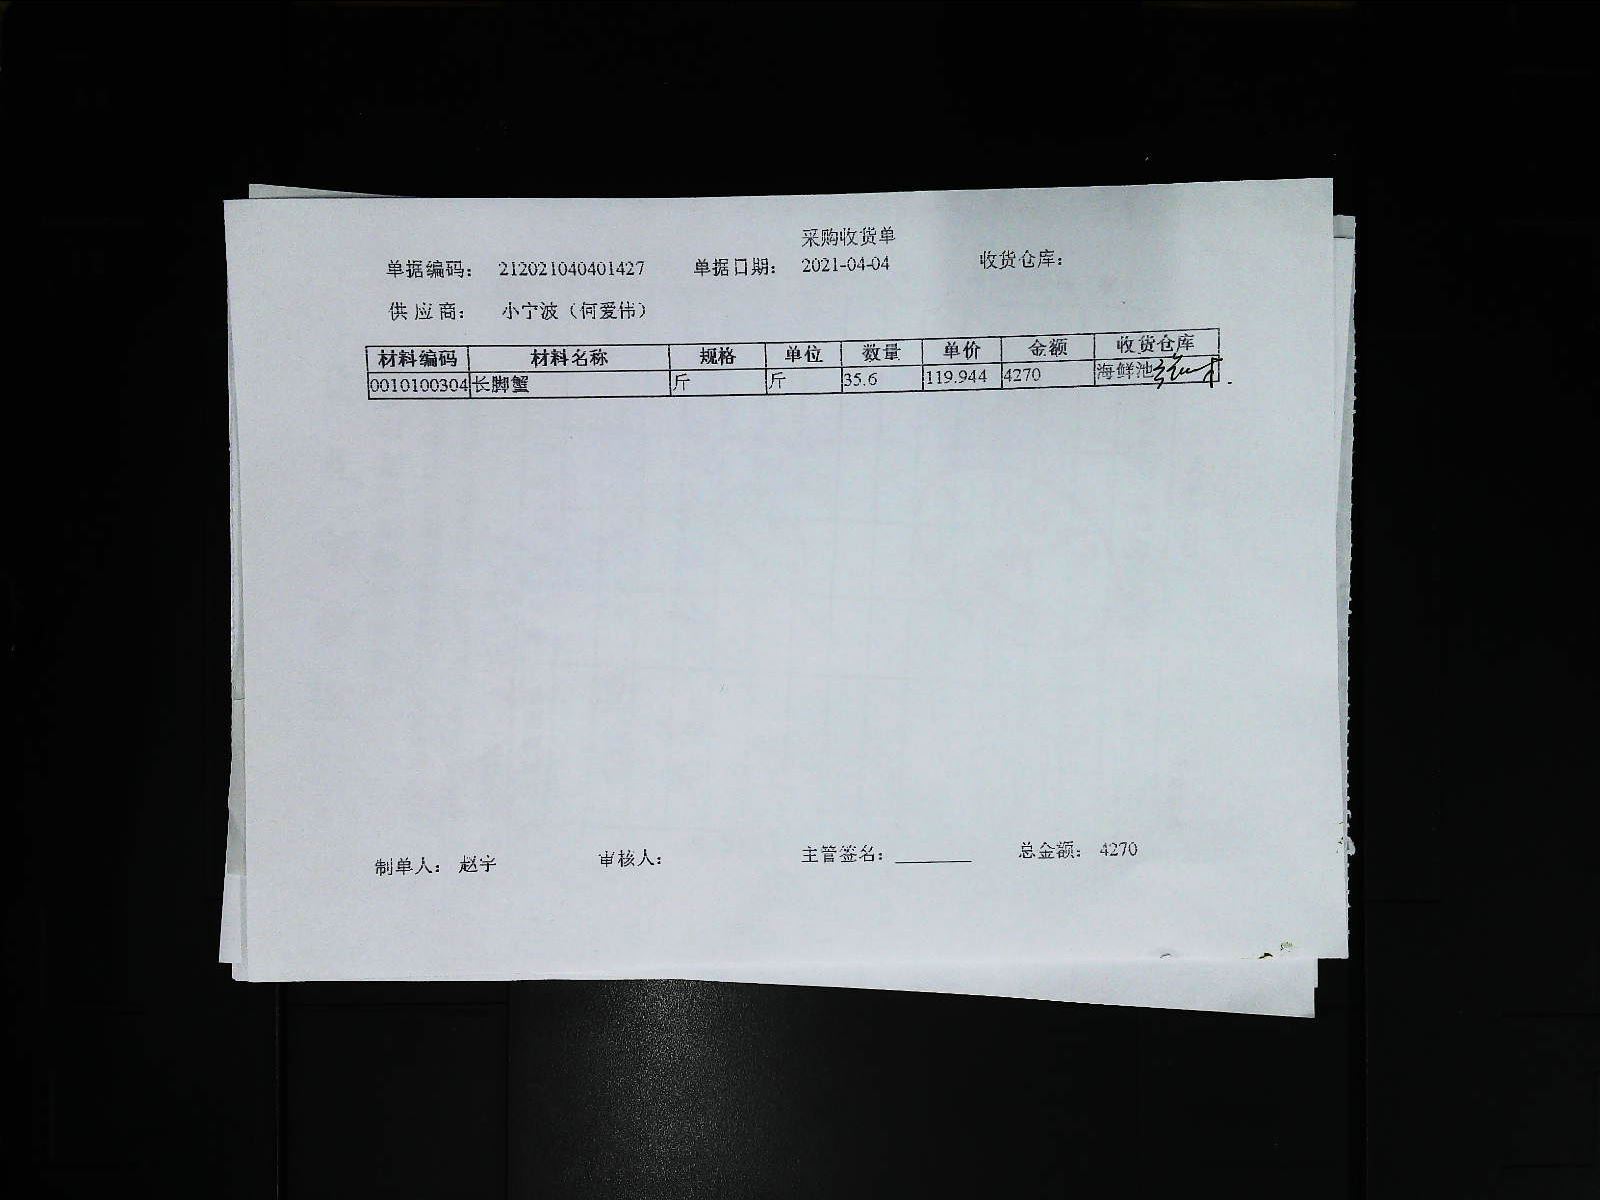 采购收货单
单据编码： 212021040401427 单据日期： 2021-04-04 收货仓库：
供应商： 小宁波（何爱伟）
材料编码 材料名称 规格 单位 数量 单价 金额 收货仓库
0010100304 长脚蟹 斤 斤 35.6 119.944 4270 海鲜池
制单人： 赵宇 审核人： 主管签名： 总金额： 4270